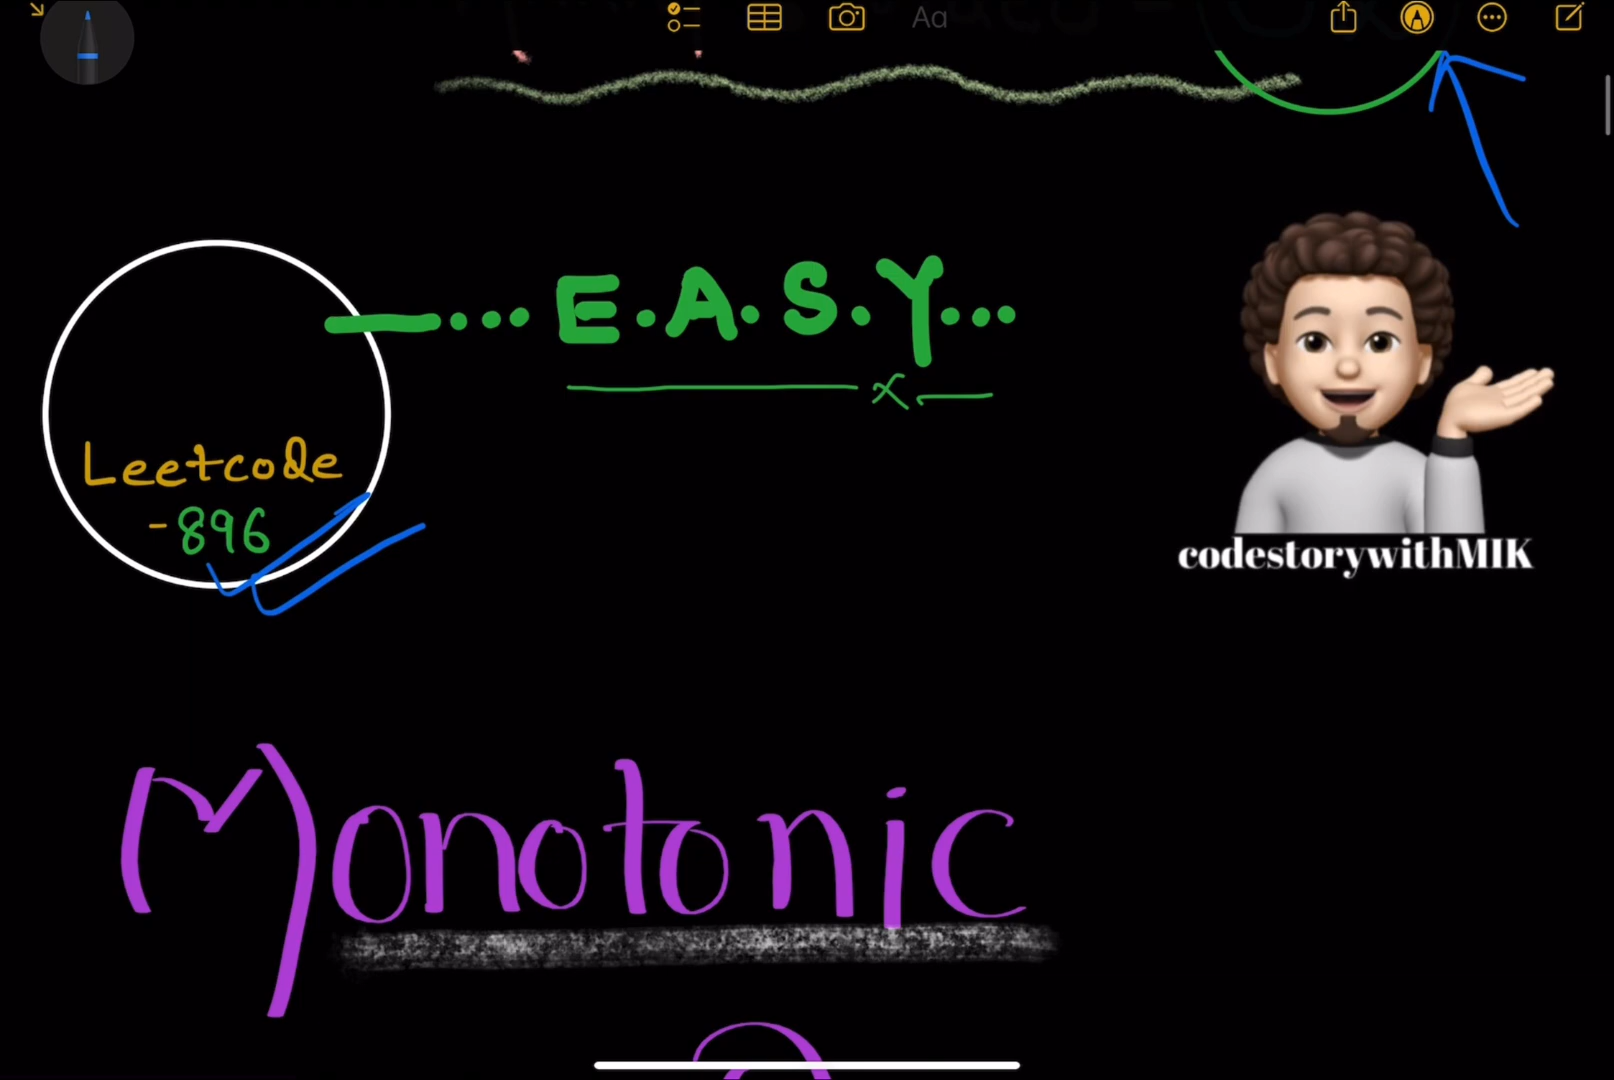 Aa
E.A.S.Y...
Leetcode
-896
codestorywithMIK
Monotonic